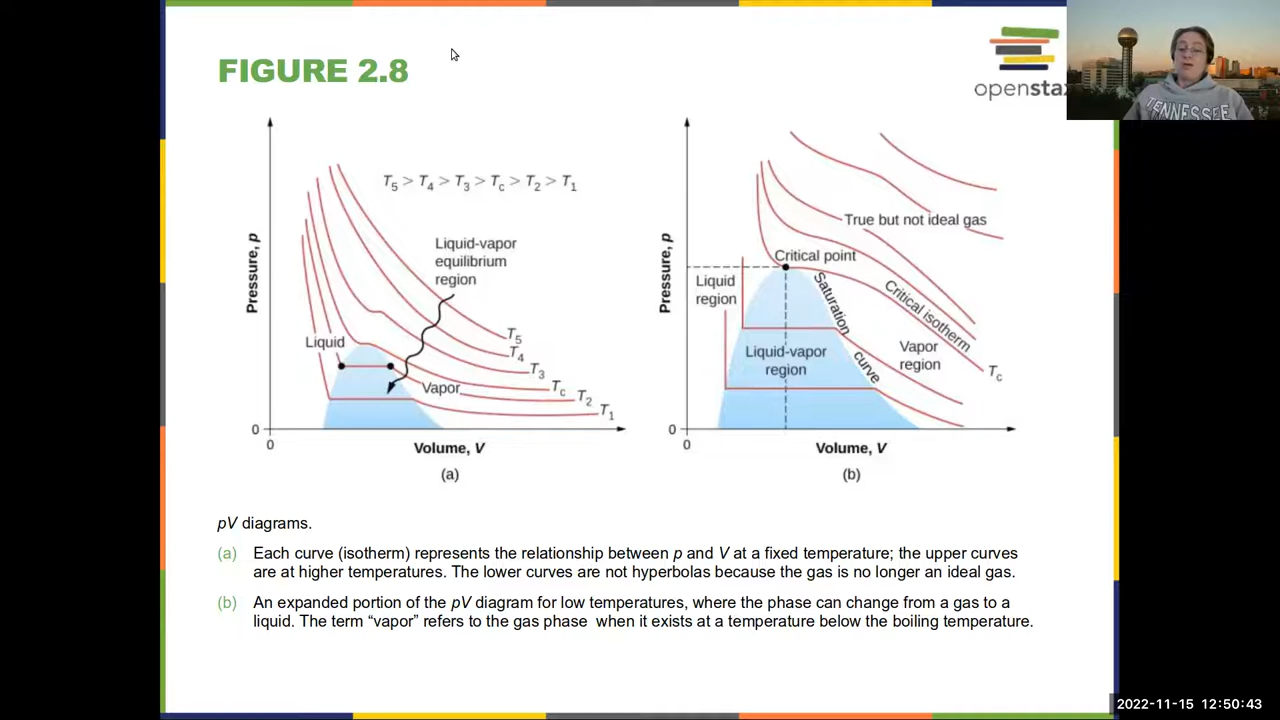 FIGURE 2.8
openstax
TENNESSEE
T5 > T4 > T3 > Tc > T2 > T1
Pressure, p
Liquid-vapor
equilibrium
region
Liquid
Vapor
T5
T4
T3
Tc
T2
T1
0
0
Volume, V
(a)
Pressure, p
True but not ideal gas
Critical point
Liquid
region
Saturation
curve
Critical isotherm
Liquid-vapor
region
Vapor
region
Tc
0
0
Volume, V
(b)
pV diagrams.
(a) Each curve (isotherm) represents the relationship between p and V at a fixed temperature; the upper curves
are at higher temperatures. The lower curves are not hyperbolas because the gas is no longer an ideal gas.
(b) An expanded portion of the pV diagram for low temperatures, where the phase can change from a gas to a
liquid. The term “vapor” refers to the gas phase when it exists at a temperature below the boiling temperature.
2022-11-15 12:50:43